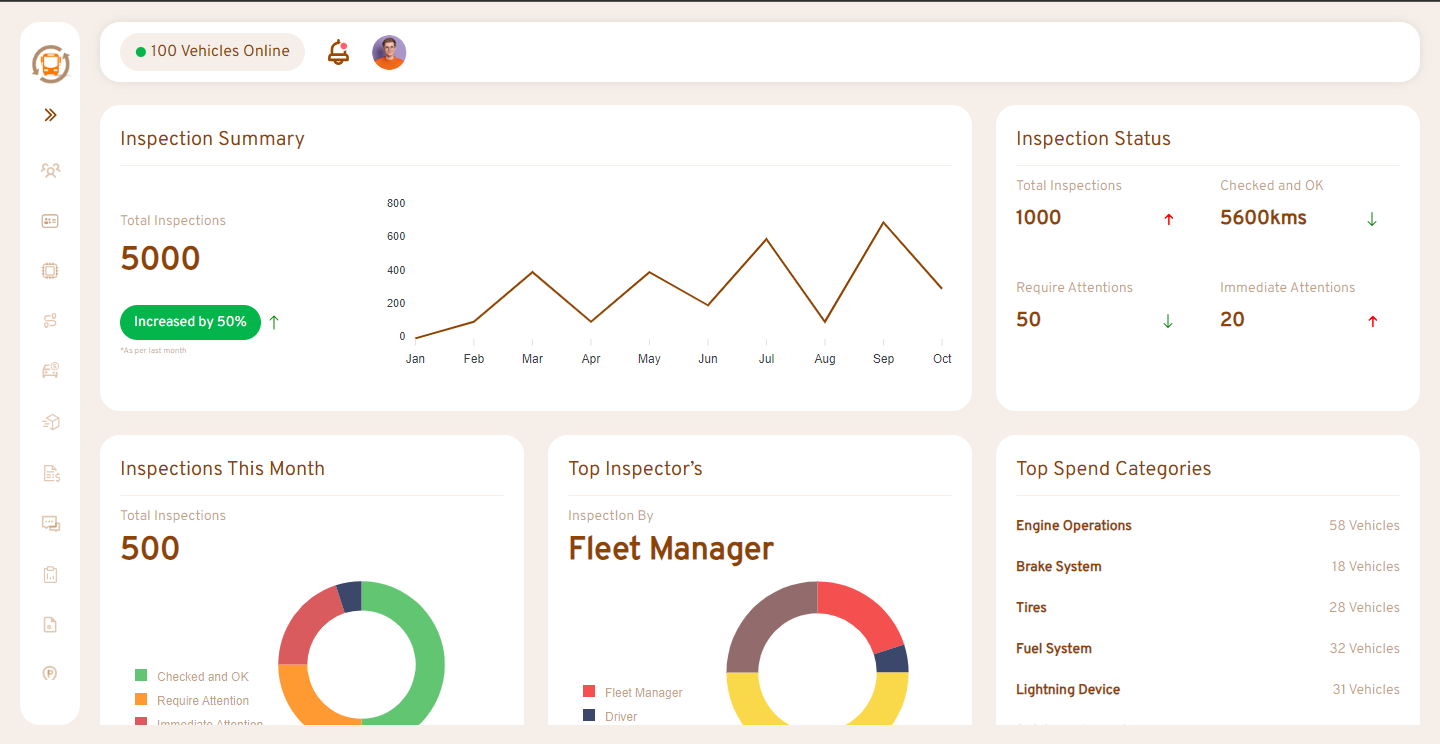 100 Vehicles Online
Inspection Summary
Total Inspections
5000
Increased by 50%
*As per last month
800
600
400
200
0
Jan Feb Mar Apr May Jun Jul Aug Sep Oct
Inspection Status
Total Inspections
1000
Checked and OK
5600kms
Require Attentions
50
Immediate Attentions
20
Inspections This Month
Total Inspections
500
Checked and OK
Require Attention
Immediate Attention
Top Inspector’s
InspectIon By
Fleet Manager
Fleet Manager
Driver
Top Spend Categories
Engine Operations 58 Vehicles
Brake System 18 Vehicles
Tires 28 Vehicles
Fuel System 32 Vehicles
Lightning Device 31 Vehicles